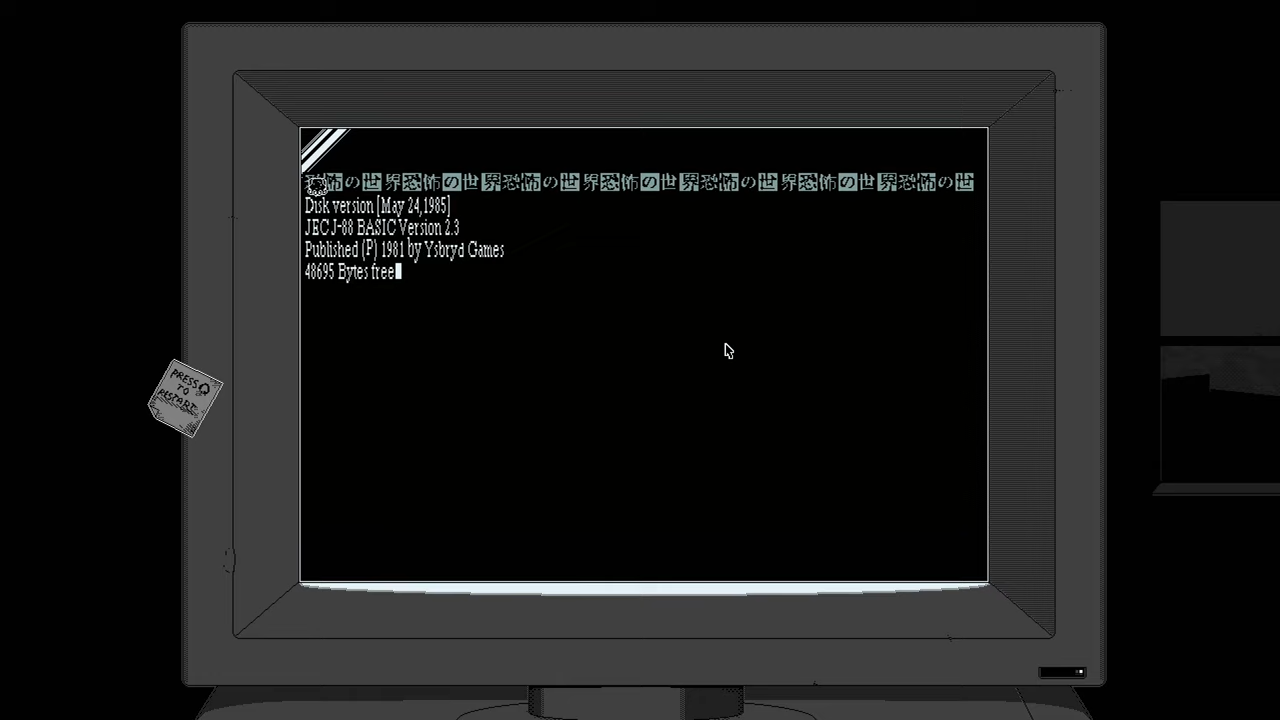 恐怖の世界恐怖の世界恐怖の世界恐怖の世界恐怖の世界恐怖の世界恐怖の世
Disk version [May 24,1985]
JEC J-88 BASIC Version 2.3
Published (P) 1981 by Ysbryd Games
48695 Bytes free
PRESS Q
TO
RESTART